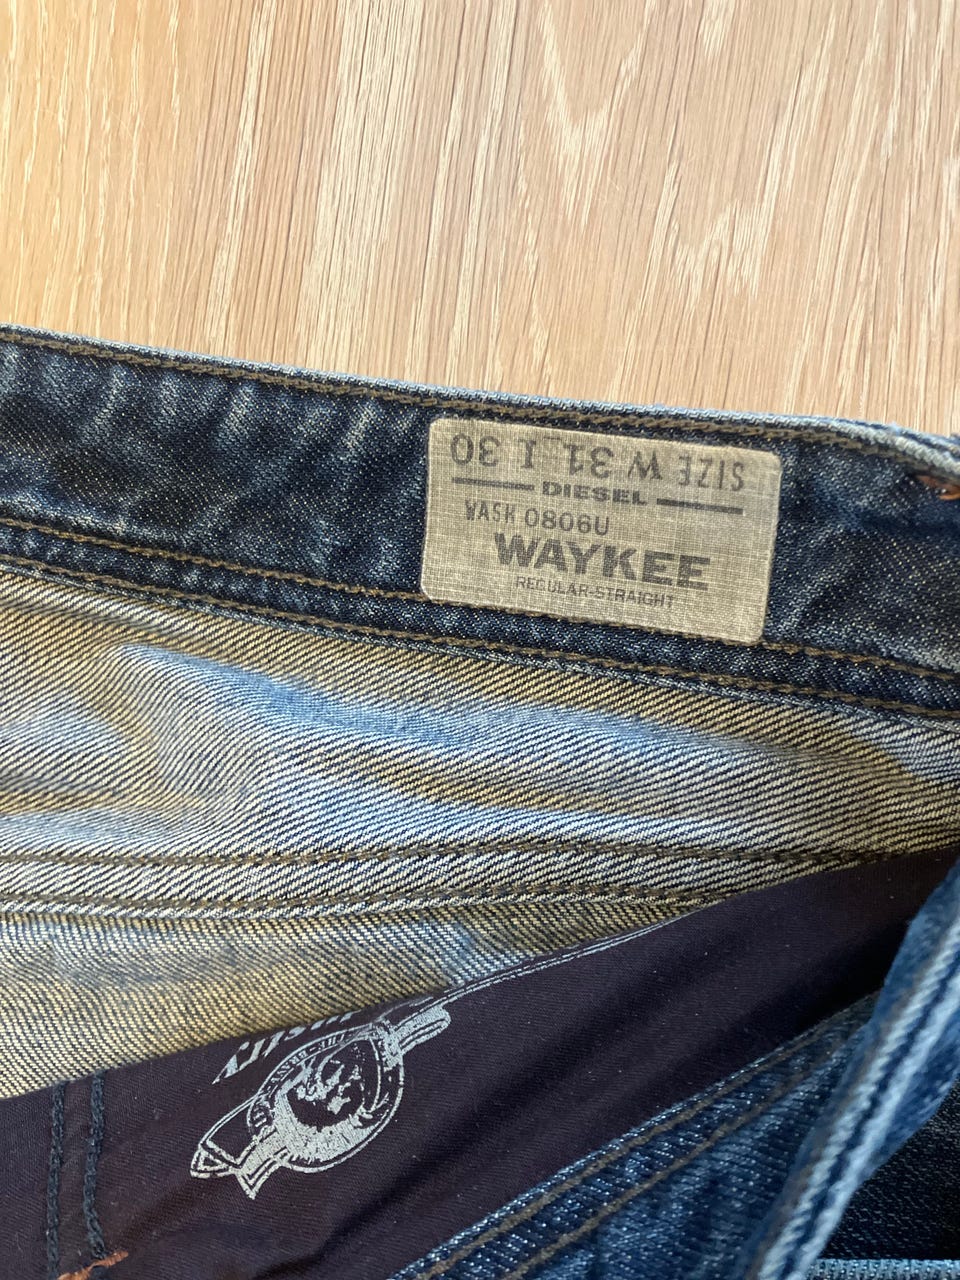 SIZE W 31 L 30
DIESEL
WASH 0806U
WAYKEE
REGULAR-STRAIGHT